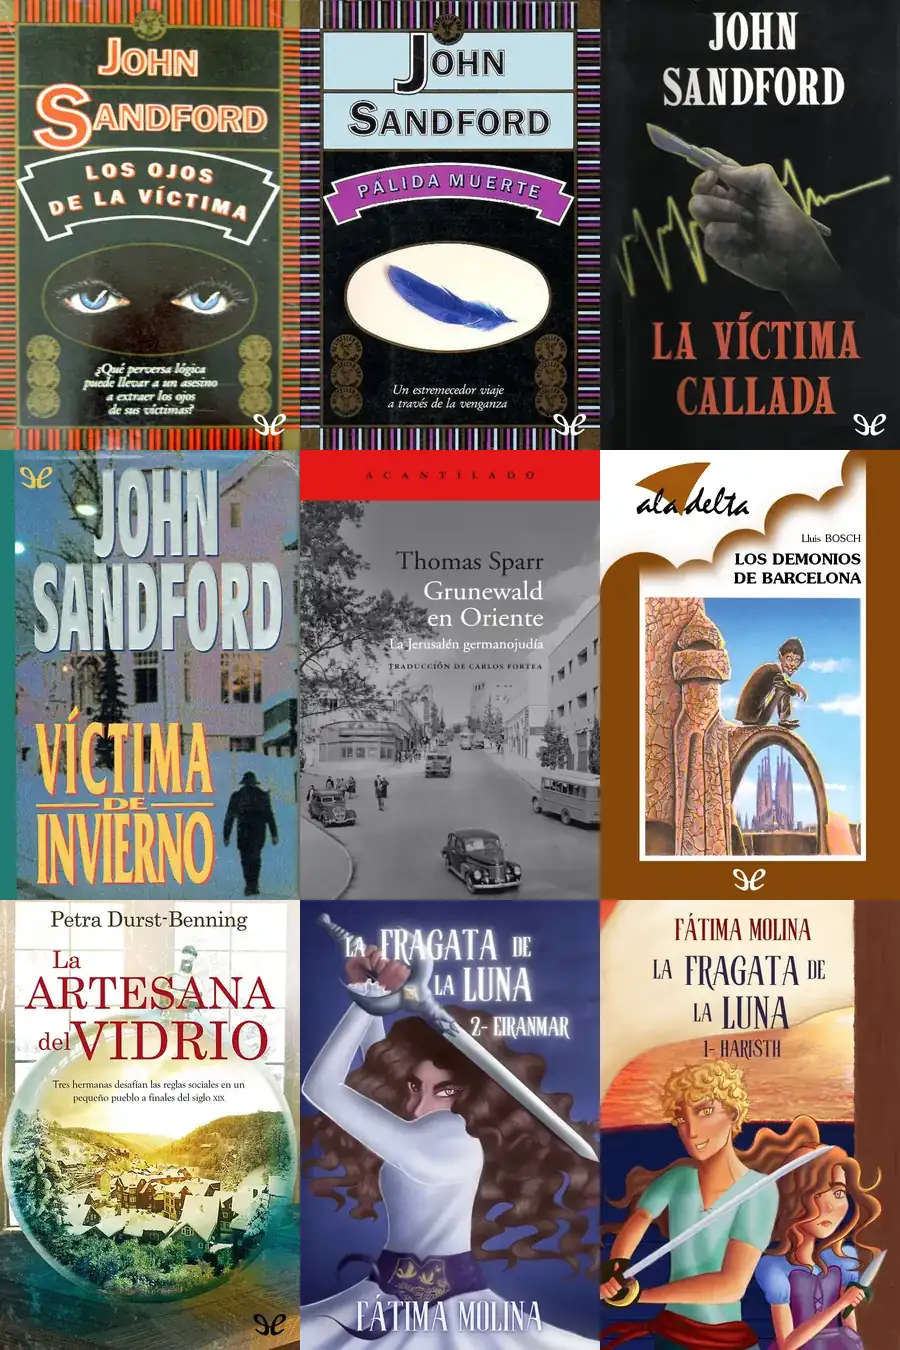 JOHN
SANDFORD
LOS OJOS
DE LA VÍCTIMA
¿Qué perversa lógica
puede llevar a un asesino
a extraer los ojos
de sus víctimas?
JOHN
SANDFORD
PÁLIDA MUERTE
Un estremecedor viaje
a través de la venganza
JOHN
SANDFORD
LA VÍCTIMA
CALLADA
JOHN
SANDFORD
VÍCTIMA
DE
INVIERNO
ACANTILADO
Thomas Sparr
Grunewald
en Oriente
La Jerusalén germanojudía
TRADUCCIÓN DE CARLOS FORTEA
ala delta
Lluis BOSCH
LOS DEMONIOS
DE BARCELONA
Petra Durst-Benning
La
ARTESANA
del VIDRIO
Tres hermanas desafían las reglas sociales en un
pequeño pueblo a finales del siglo XIX
LA FRAGATA DE
LA LUNA
2- EIRANMAR
FÁTIMA MOLINA
FÁTIMA MOLINA
LA FRAGATA DE
LA LUNA
1- HARISTH